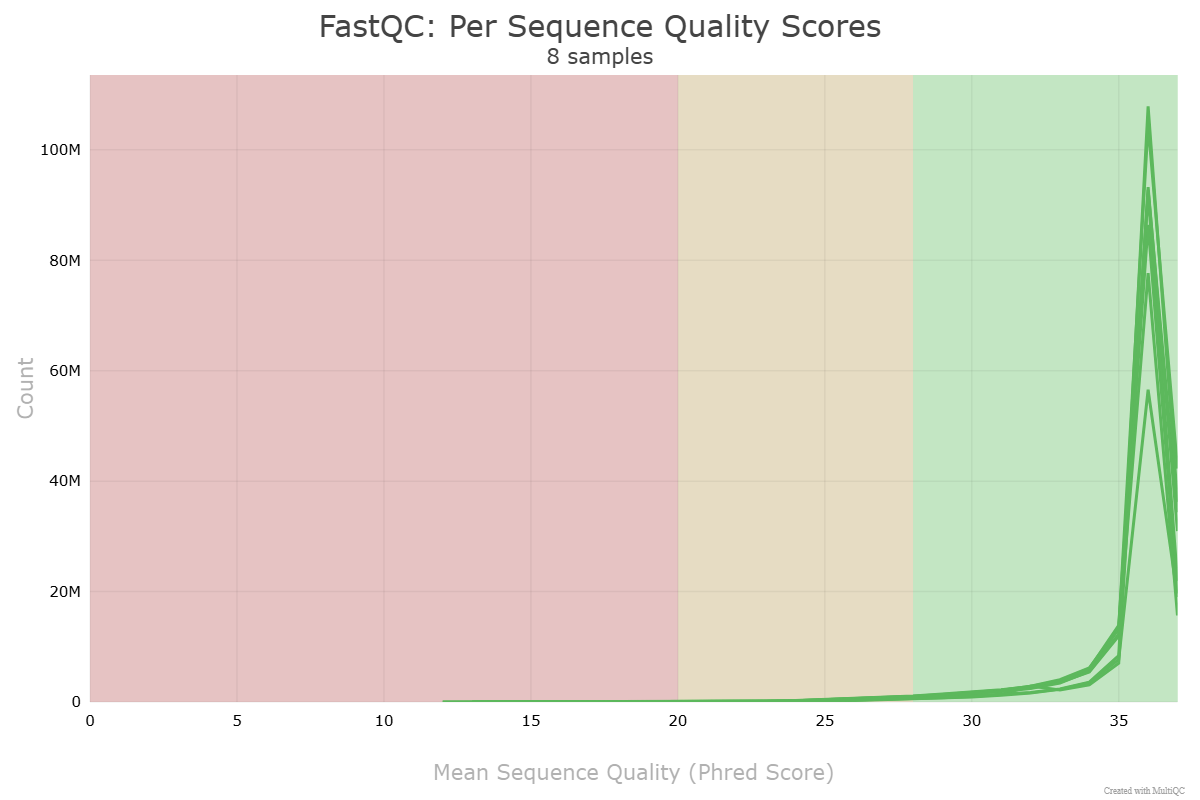 FastQC: Per Sequence Quality Scores
8 samples
100M
80M
60M
40M
20M
0
Count
0 5 10 15 20 25 30 35
Mean Sequence Quality (Phred Score)
Created with MultiQC